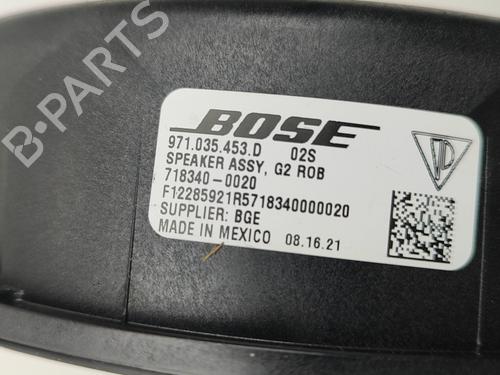 BOSE
971.035.453.D 02S
SPEAKER ASSY, G2 ROB
718340-0020
F12285921R5718340000020
SUPPLIER: BGE
MADE IN MEXICO 08.16.21
B-PARTS